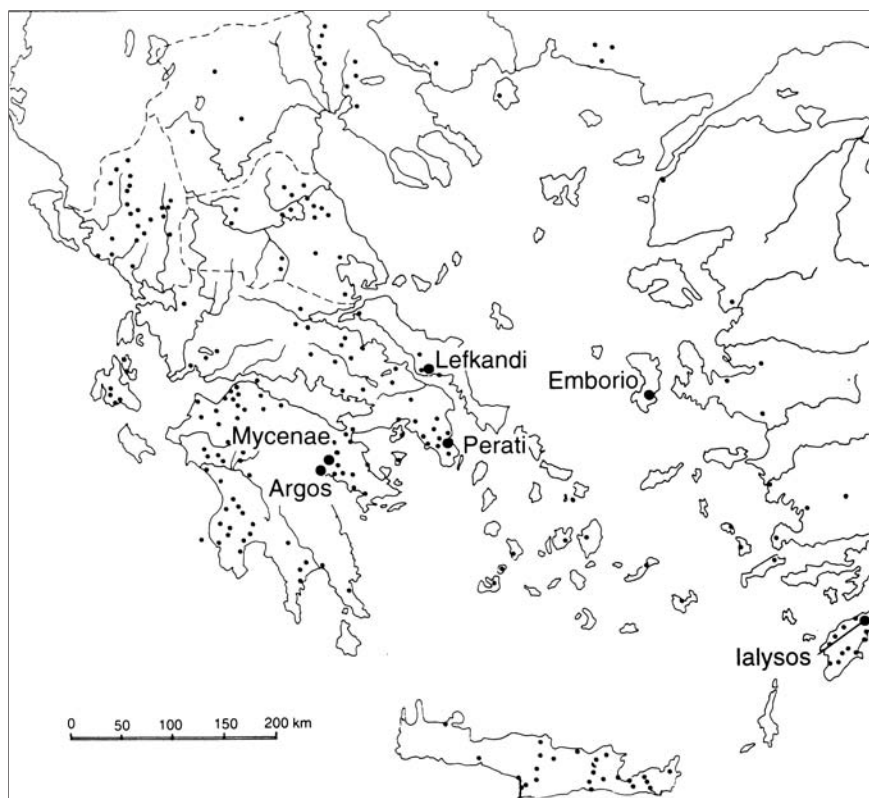 Lefkandi
Emborio
Mycenae
Perati
Argos
Ialysos
0 50 100 150 200 km